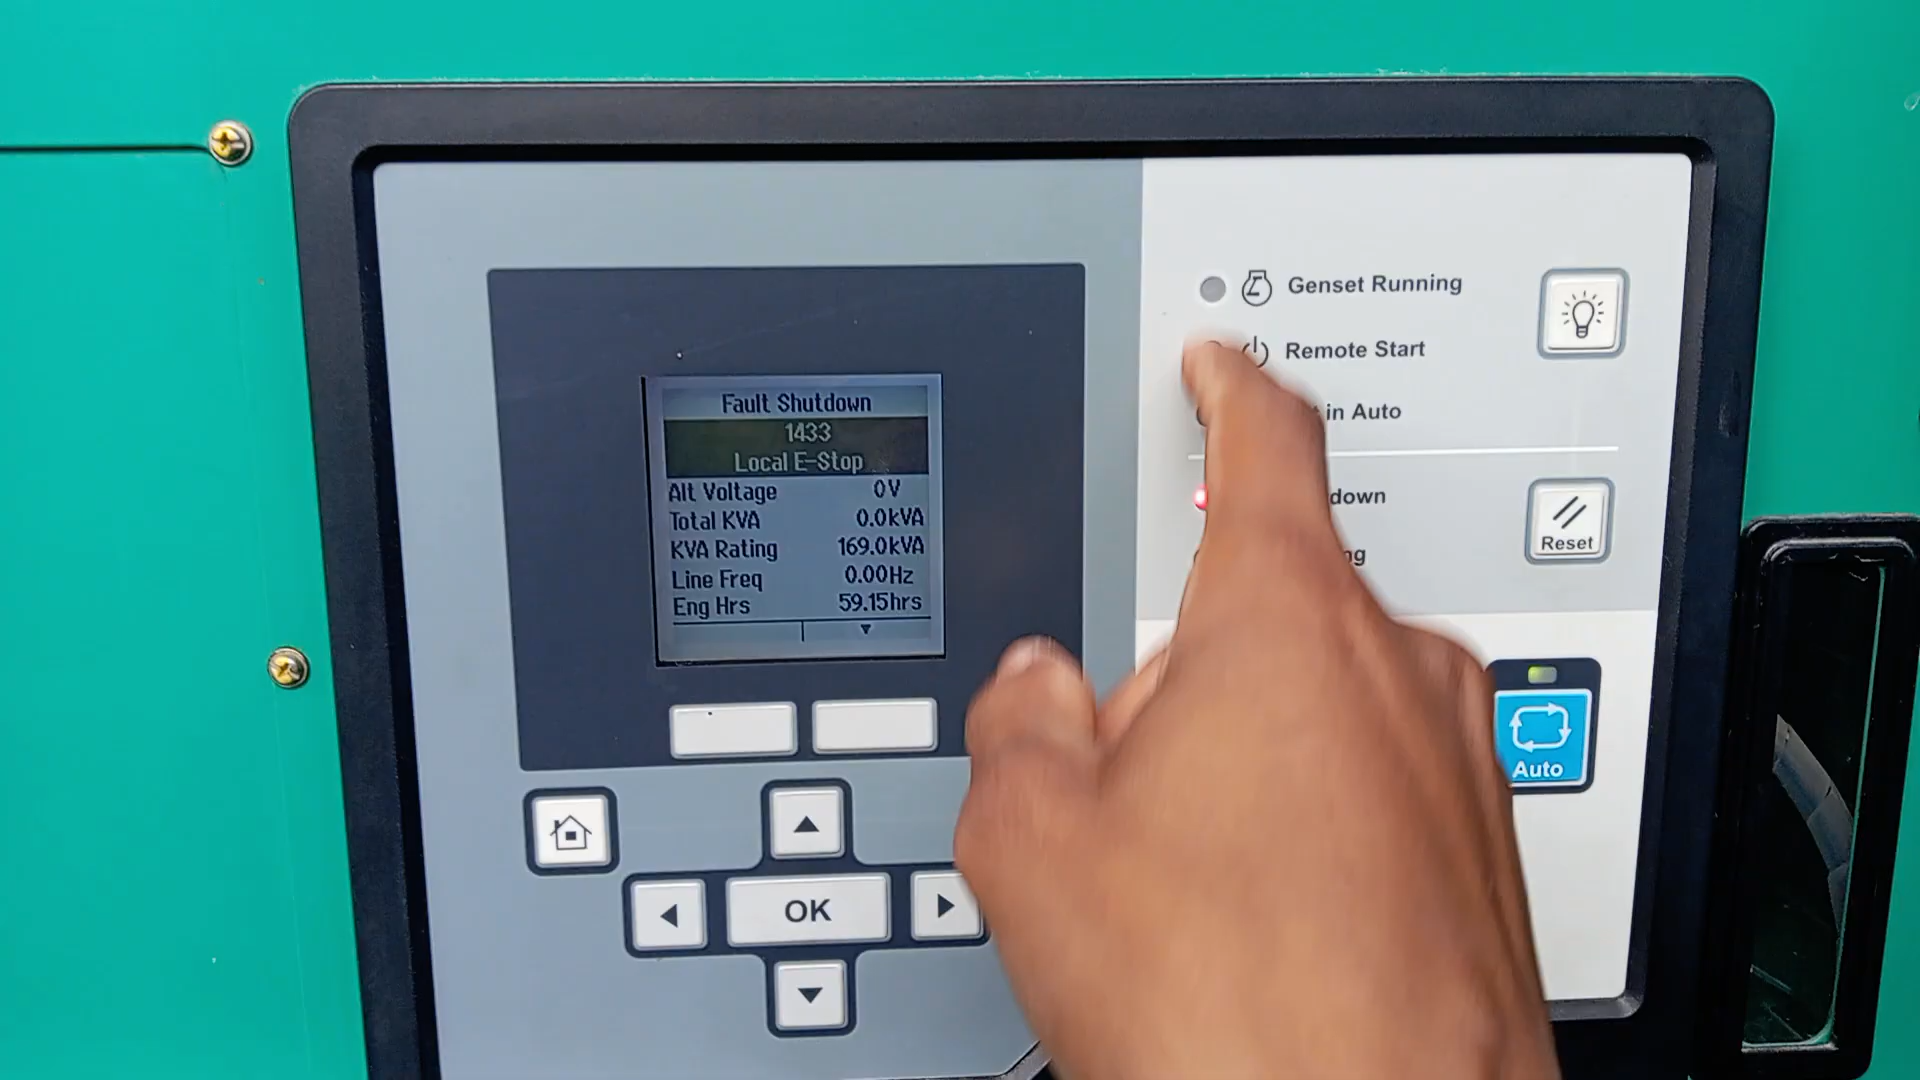 Fault Shutdown
1433
Local E-Stop
Alt Voltage 0V
Total KVA 0.0kVA
KVA Rating 169.0kVA
Line Freq 0.00Hz
Eng Hrs 59.15hrs
Genset Running
Remote Start
in Auto
down
Reset
Auto
OK